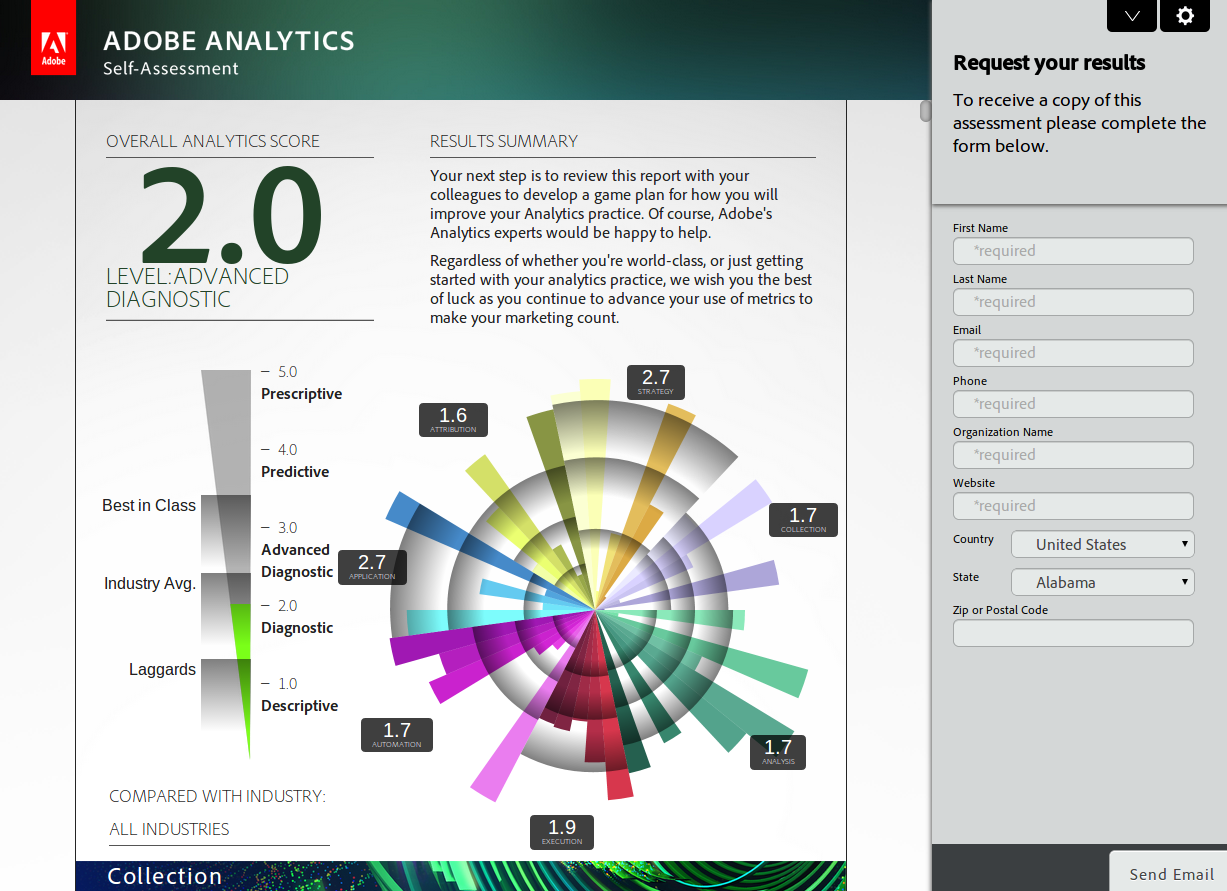 Adobe
ADOBE ANALYTICS
Self-Assessment
OVERALL ANALYTICS SCORE
2.0
LEVEL:ADVANCED
DIAGNOSTIC
RESULTS SUMMARY
Your next step is to review this report with your
colleagues to develop a game plan for how you will
improve your Analytics practice. Of course, Adobe's
Analytics experts would be happy to help.
Regardless of whether you're world-class, or just getting
started with your analytics practice, we wish you the best
of luck as you continue to advance your use of metrics to
make your marketing count.
5.0
Prescriptive
4.0
Predictive
Best in Class
3.0
Advanced
Diagnostic
Industry Avg.
2.0
Diagnostic
Laggards
1.0
Descriptive
2.7
STRATEGY
1.6
ATTRIBUTION
1.7
COLLECTION
2.7
APPLICATION
1.7
AUTOMATION
1.7
ANALYSIS
1.9
EXECUTION
COMPARED WITH INDUSTRY:
ALL INDUSTRIES
Collection
Request your results
To receive a copy of this
assessment please complete the
form below.
First Name
*required
Last Name
*required
Email
*required
Phone
*required
Organization Name
*required
Website
*required
Country
United States
State
Alabama
Zip or Postal Code
Send Email